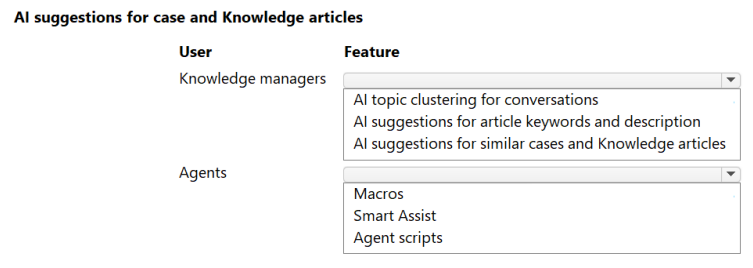 AI suggestions for case and Knowledge articles
User Feature
Knowledge managers
AI topic clustering for conversations
AI suggestions for article keywords and description
AI suggestions for similar cases and Knowledge articles
Agents
Macros
Smart Assist
Agent scripts